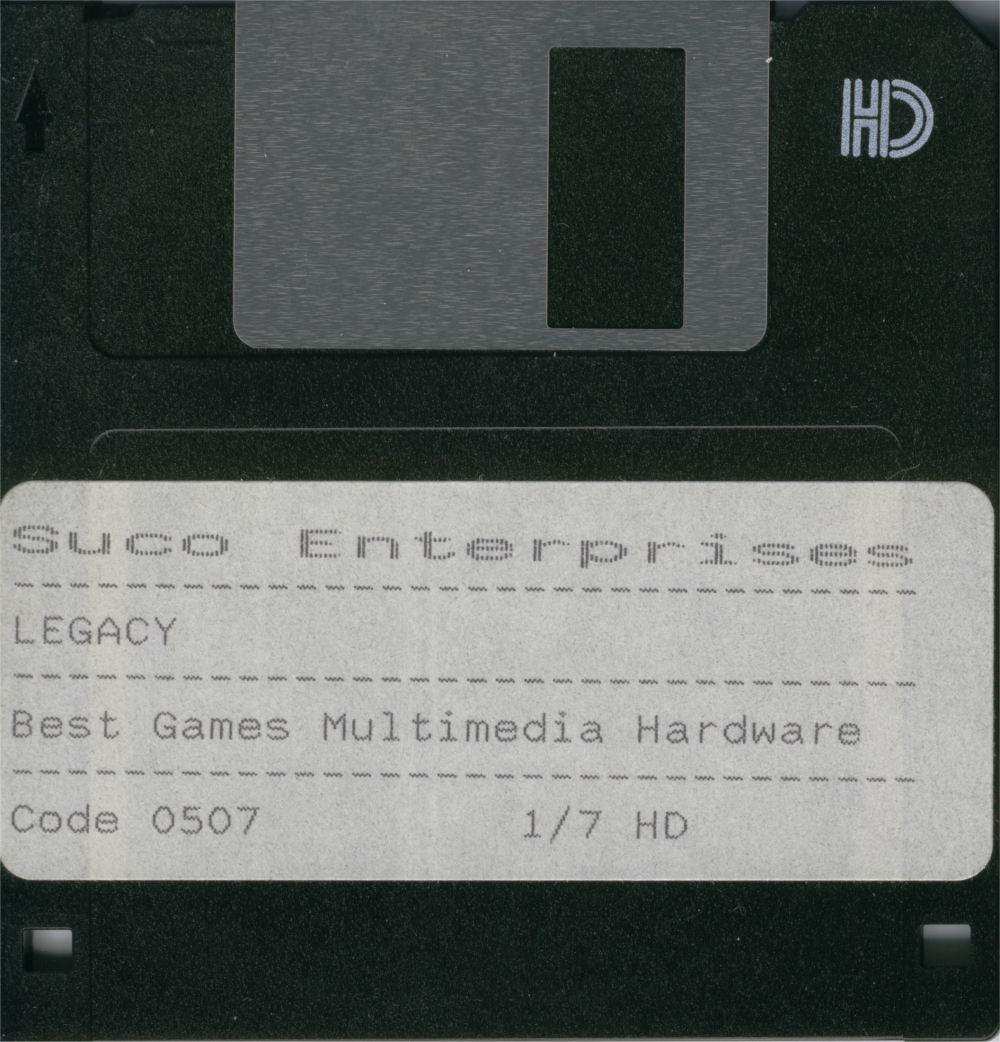 HD
Suco Enterprises
--------------------------------
LEGACY
--------------------------------
Best Games Multimedia Hardware
--------------------------------
Code 0507 1/7 HD